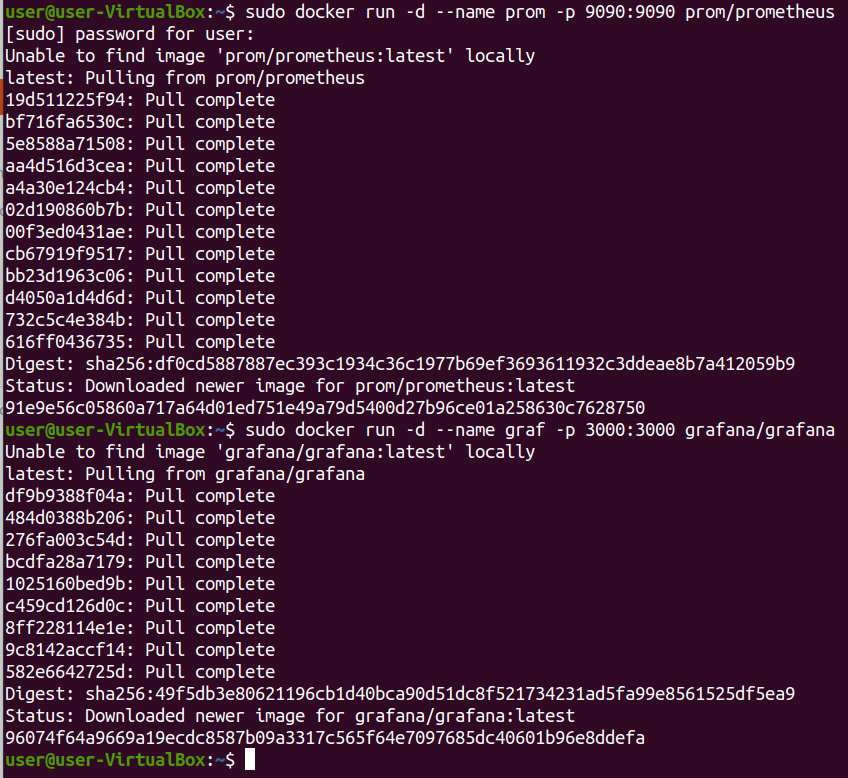 user@user-VirtualBox:~$ sudo docker run -d --name prom -p 9090:9090 prom/prometheus
[sudo] password for user:
Unable to find image 'prom/prometheus:latest' locally
latest: Pulling from prom/prometheus
19d511225f94: Pull complete
bf716fa6530c: Pull complete
5e8588a71508: Pull complete
aa4d516d3cea: Pull complete
a4a30e124cb4: Pull complete
02d190860b7b: Pull complete
00f3ed0431ae: Pull complete
cb67919f9517: Pull complete
bb23d1963c06: Pull complete
d4050a1d4d6d: Pull complete
732c5c4e384b: Pull complete
616ff0436735: Pull complete
Digest: sha256:df0cd5887887ec393c1934c36c1977b69ef3693611932c3ddeae8b7a412059b9
Status: Downloaded newer image for prom/prometheus:latest
91e9e56c05860a717a64d01ed751e49a79d5400d27b96ce01a258630c7628750
user@user-VirtualBox:~$ sudo docker run -d --name graf -p 3000:3000 grafana/grafana
Unable to find image 'grafana/grafana:latest' locally
latest: Pulling from grafana/grafana
df9b9388f04a: Pull complete
484d0388b206: Pull complete
276fa003c54d: Pull complete
bcdfa28a7179: Pull complete
1025160bed9b: Pull complete
c459cd126d0c: Pull complete
8ff228114e1e: Pull complete
9c8142accf14: Pull complete
582e6642725d: Pull complete
Digest: sha256:49f5db3e80621196cb1d40bca90d51dc8f521734231ad5fa99e8561525df5ea9
Status: Downloaded newer image for grafana/grafana:latest
96074f64a9669a19ecdc8587b09a3317c565f64e7097685dc40601b96e8ddefa
user@user-VirtualBox:~$